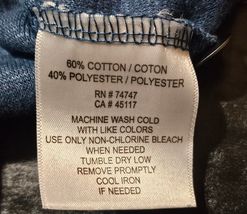 60% COTTON / COTON
40% POLYESTER / POLYESTER
RN # 74747
CA # 45117
MACHINE WASH COLD
WITH LIKE COLORS
USE ONLY NON-CHLORINE BLEACH
WHEN NEEDED
TUMBLE DRY LOW
REMOVE PROMPTLY
COOL IRON
IF NEEDED